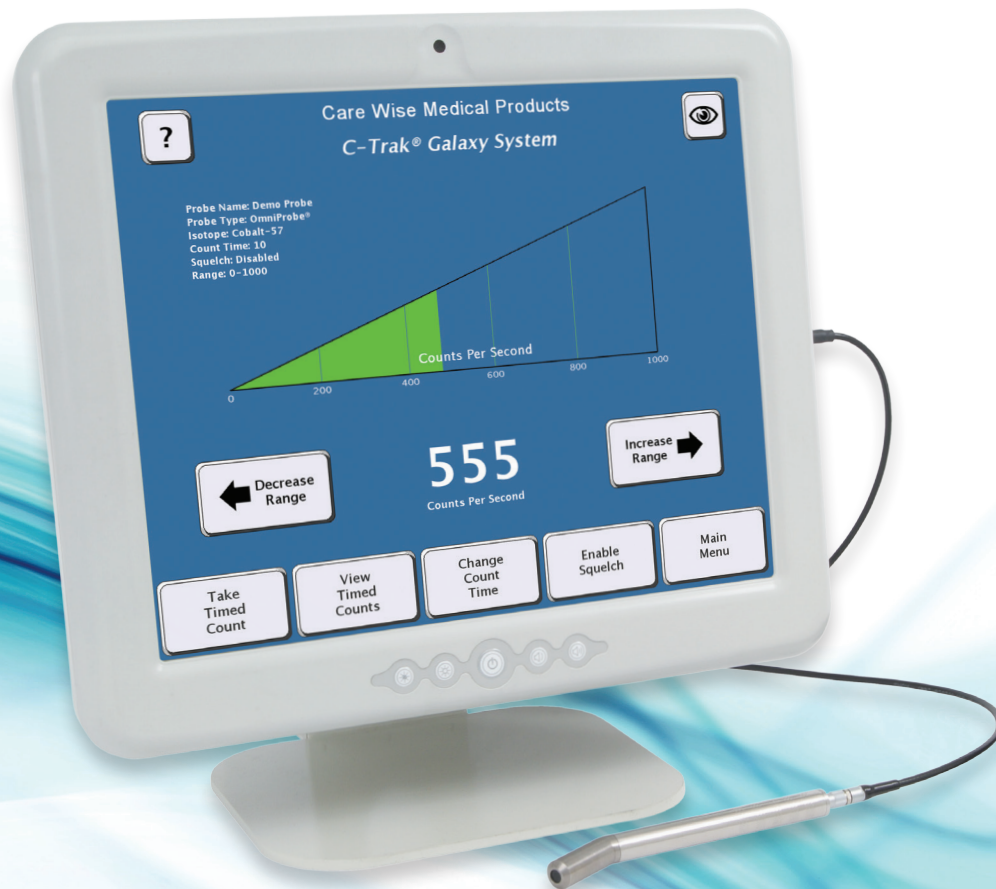 ?
Care Wise Medical Products
C-Trak® Galaxy System
Probe Name: Demo Probe
Probe Type: OmniProbe®
Isotope: Cobalt-57
Count Time: 10
Squelch: Disabled
Range: 0-1000
Counts Per Second
0
200
400
600
800
1000
Decrease
Range
555
Counts Per Second
Increase
Range
Take
Timed
Count
View
Timed
Counts
Change
Count
Time
Enable
Squelch
Main
Menu